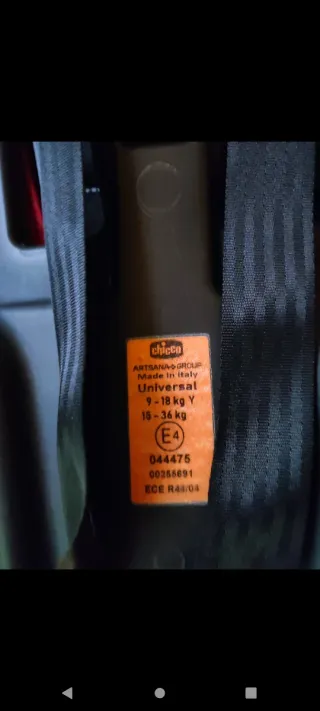 chicco
ARTSANA GROUP
Made in Italy
Universal
9 - 18 kg Y
15 - 36 kg
E4
044475
00255691
ECE R44/04